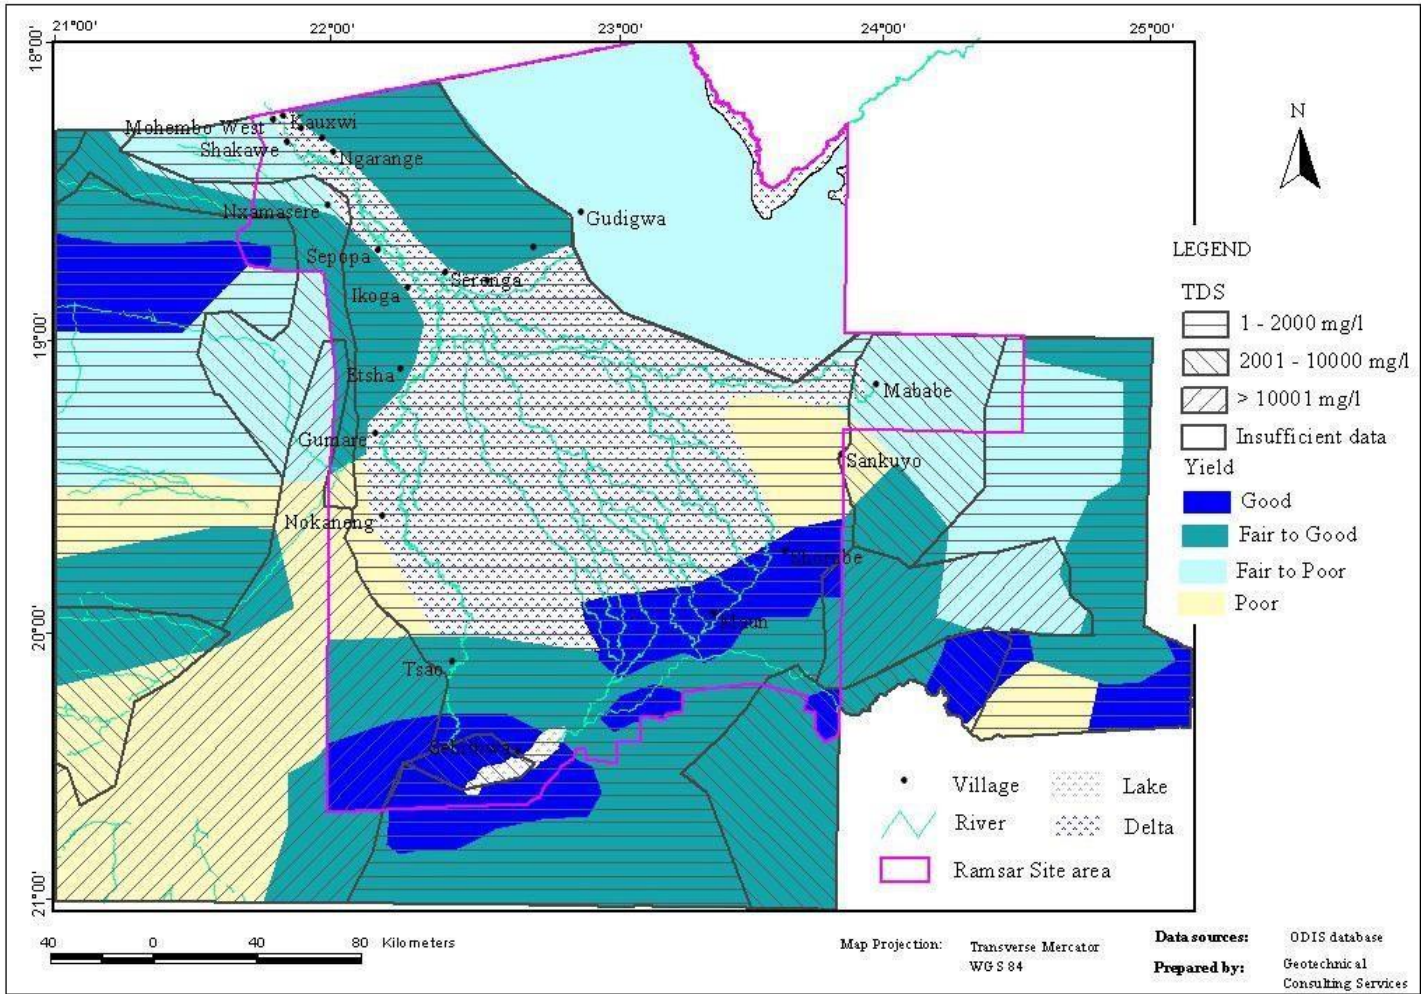 21°00'
22°00'
23°00'
24°00'
25°00'
18°00'
19°00'
20°00'
21°00'
Mohembo West
Kauxwi
Shakawe
Ngarange
Nxamasere
Gudigwa
Sepopa
Seronga
Ikoga
Etsha
Mababe
Gumare
Sankuyo
Nokaneng
Shorobe
Maun
Tsao
N
LEGEND
TDS
1 - 2000 mg/l
2001 - 10000 mg/l
> 10001 mg/l
Insufficient data
Yield
Good
Fair to Good
Fair to Poor
Poor
Village
Lake
River
Delta
Ramsar Site area
40 0 40 80 Kilometers
Map Projection: Transverse Mercator
WGS 84
Data sources: ODIS database
Prepared by: Geotechnical
Consulting Services